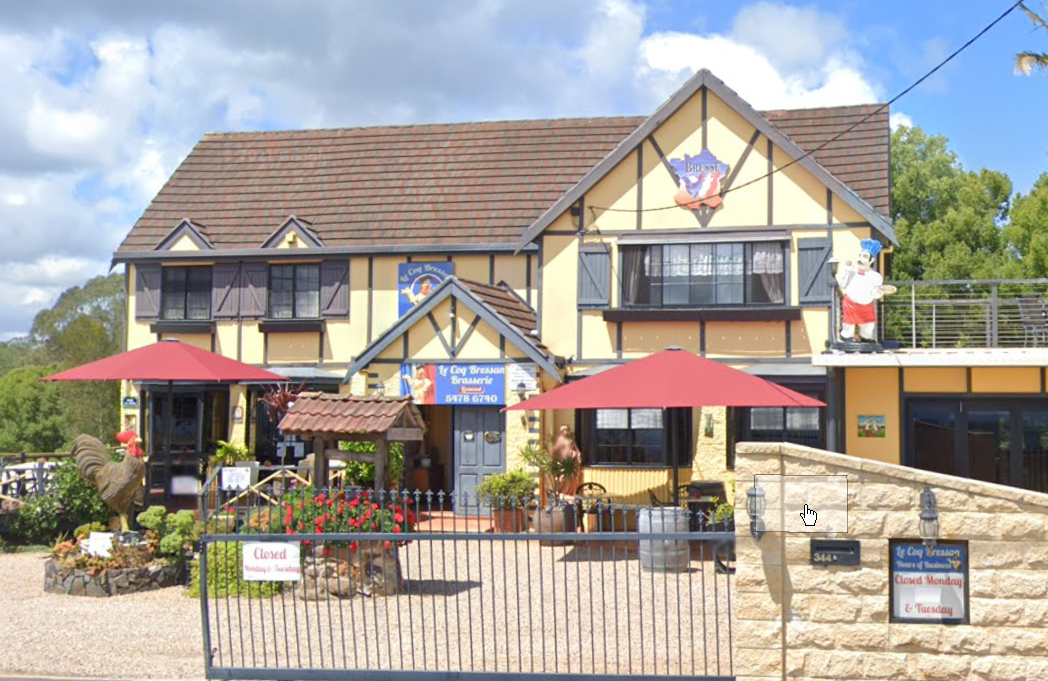 BRESSE
Le Coq Bressan
Le Coq Bressan
Brasserie
Licensed
5478 6740
Closed
Monday & Tuesday
344
Le Coq Bressan
Hours of Business
Closed Monday
& Tuesday